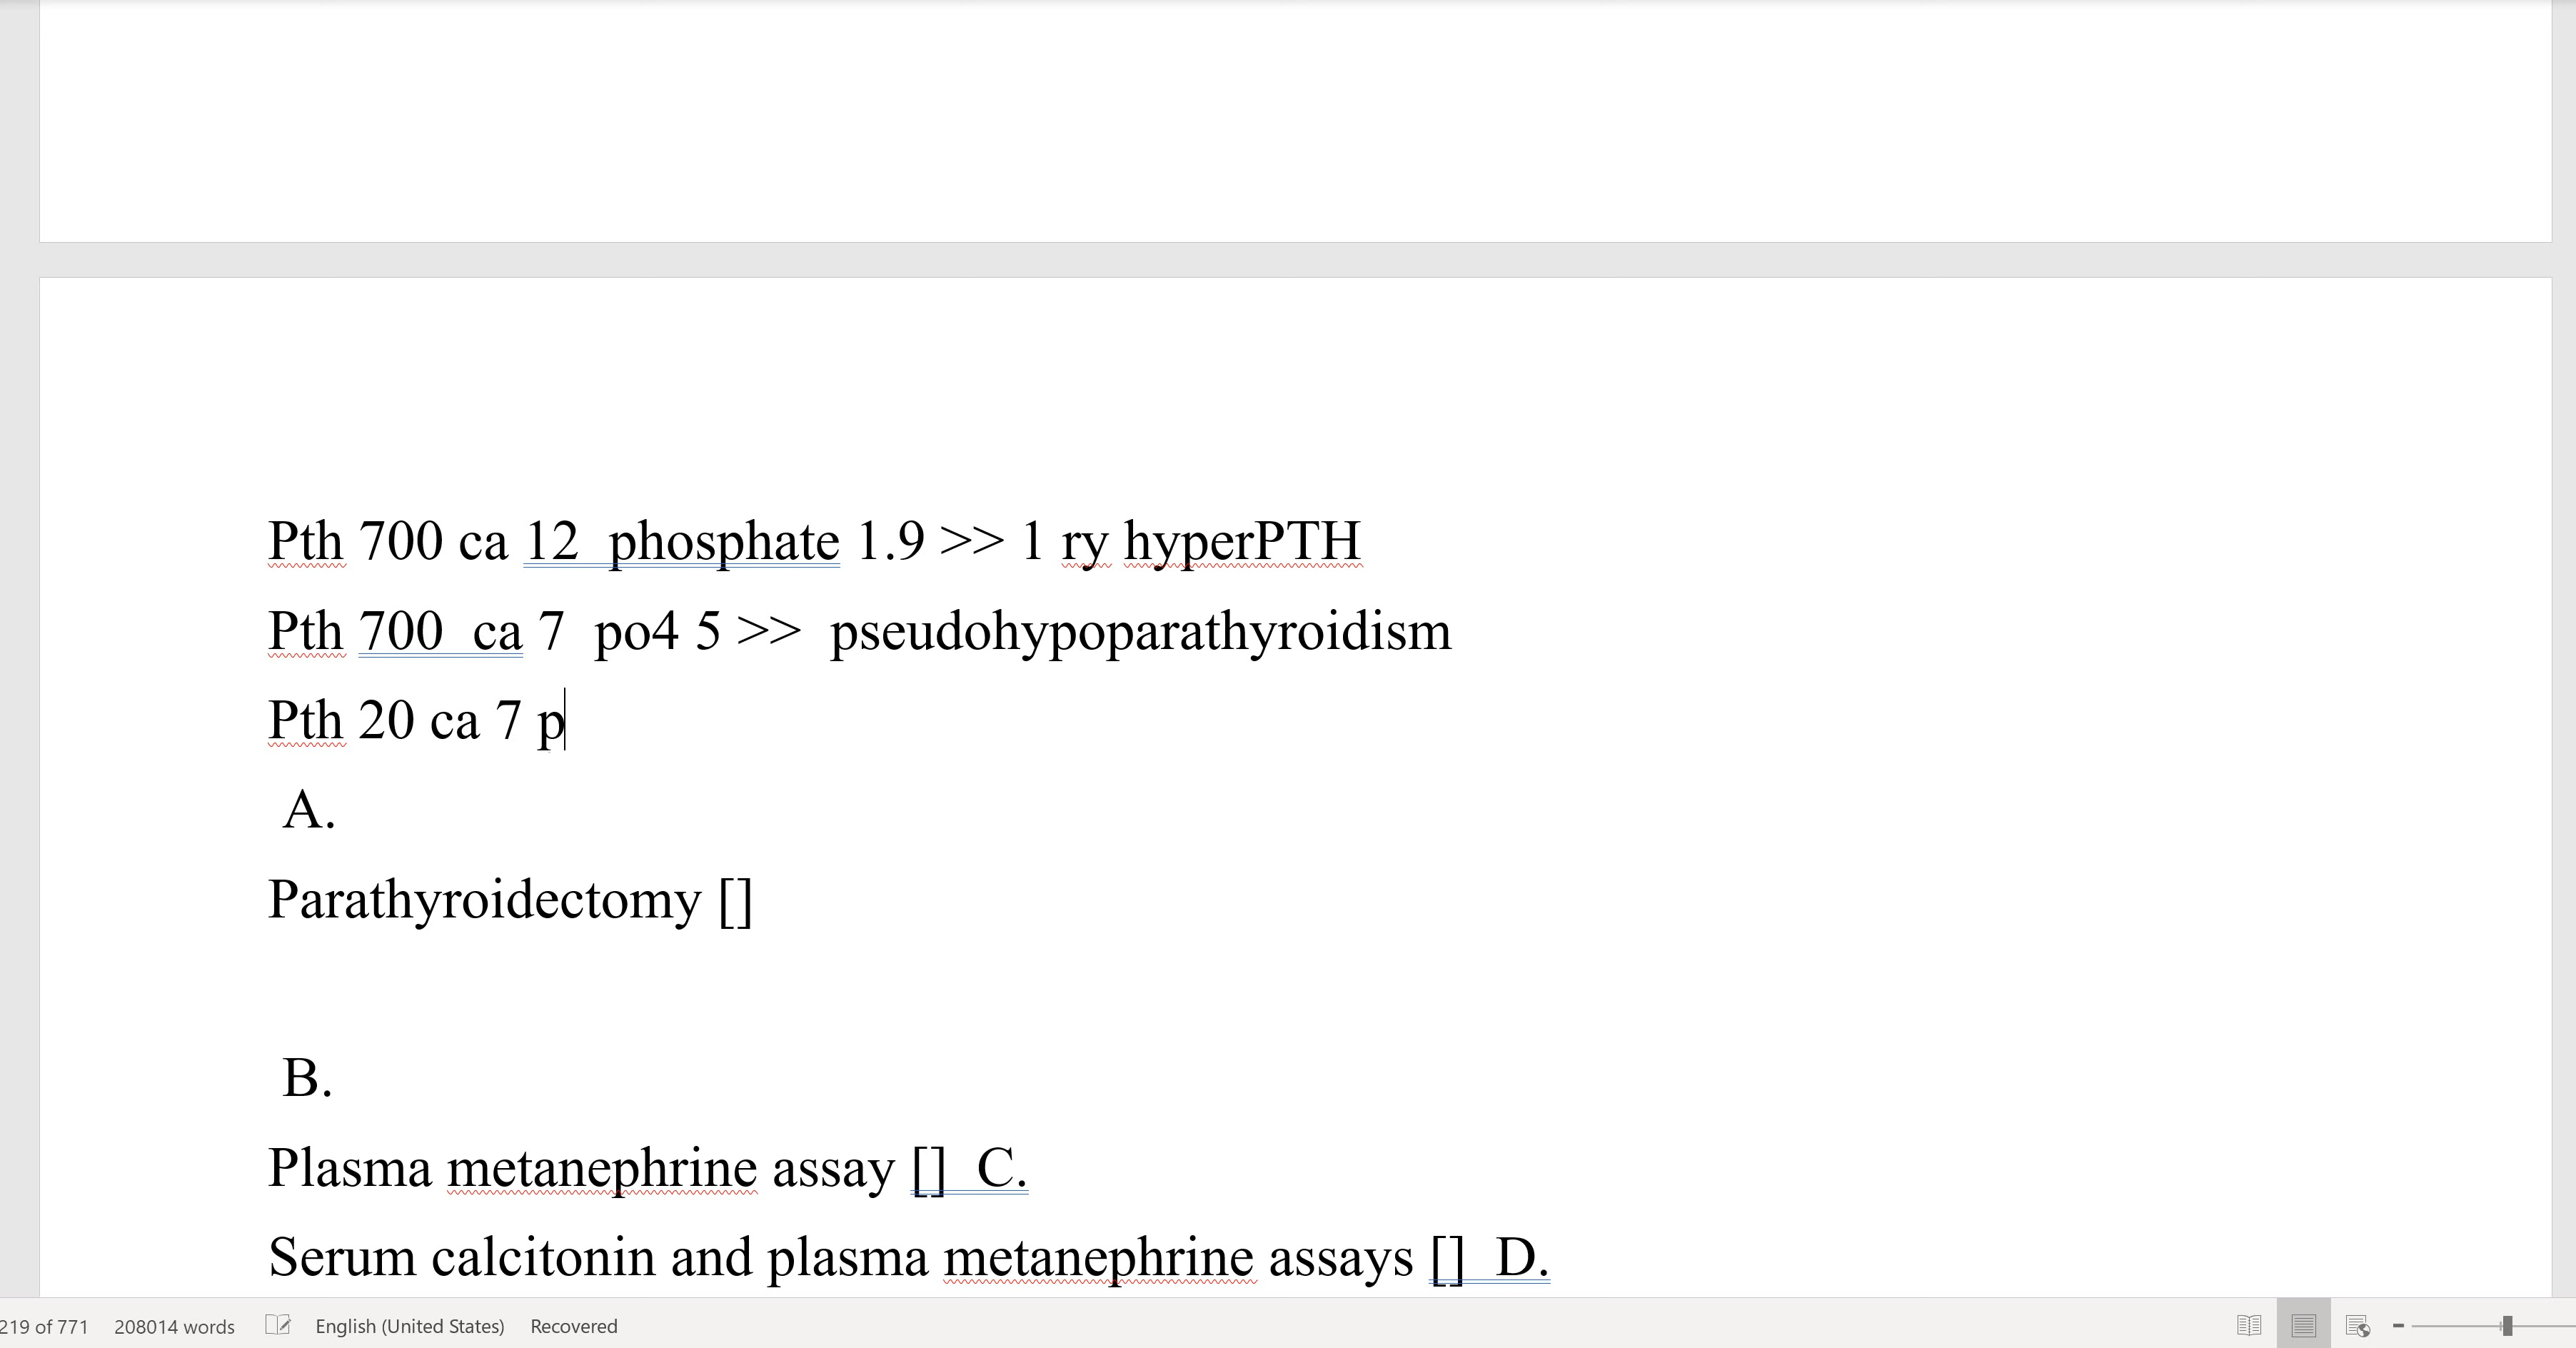 Pth 700 ca 12  phosphate 1.9 >> 1 ry hyperPTH
Pth 700  ca 7  po4 5 >>  pseudohypoparathyroidism
Pth 20 ca 7 p
A.
Parathyroidectomy []
B.
Plasma metanephrine assay []  C.
Serum calcitonin and plasma metanephrine assays []  D.
219 of 771 208014 words English (United States) Recovered